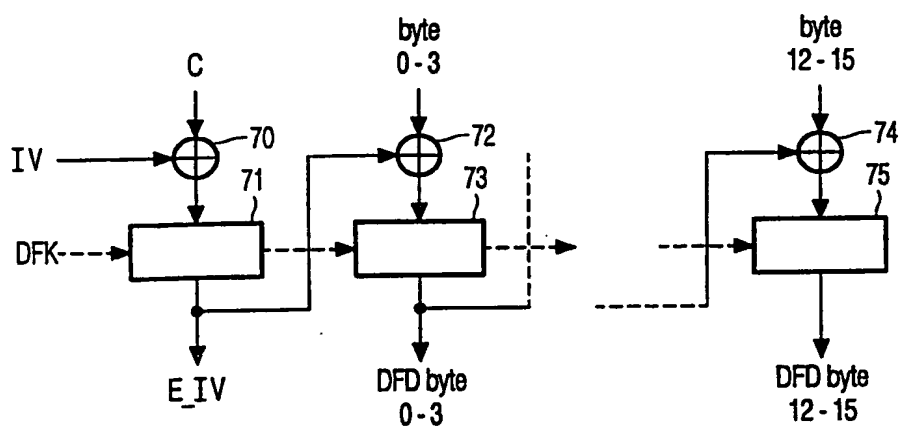 C
byte
0 - 3
byte
12 - 15
IV
70
72
74
71
73
75
DFK
E_IV
DFD byte
0 - 3
DFD byte
12 - 15